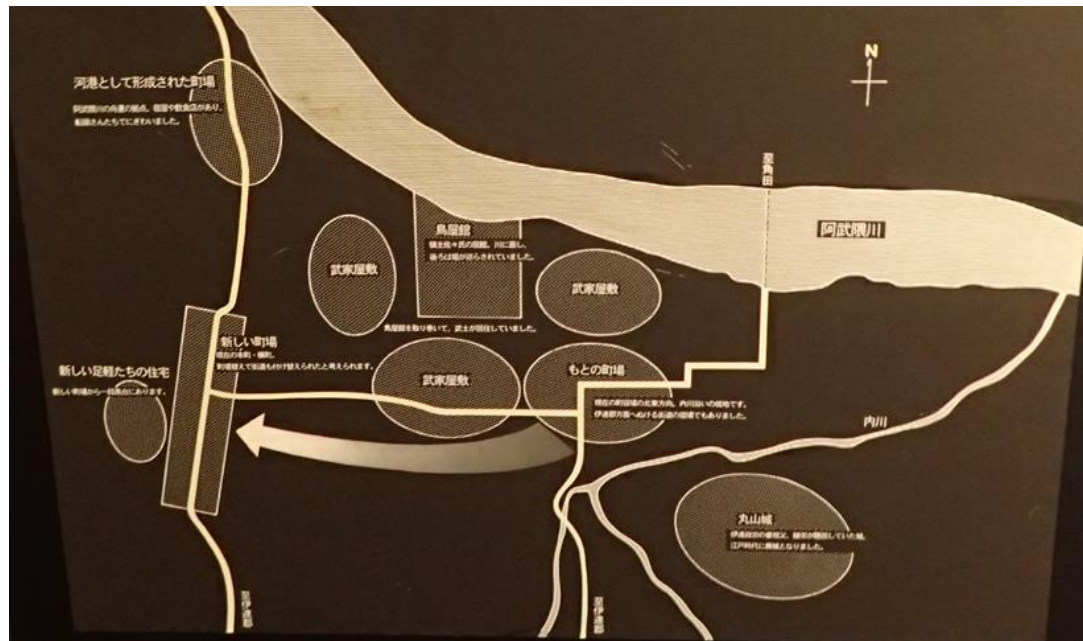 N
河港として形成された町場
阿武隈川の舟運の拠点。宿屋や飲食店があり、
船頭さんたちでにぎわいました。
至角田
阿武隈川
鳥屋館
領主佐々氏の居館。川に面し、
後ろは堀が巡らされていました。
武家屋敷
武家屋敷
鳥屋館を取り巻いて、武士が居住していました。
新しい町場
現在の本町・横町。
町場替えで街道も付け替えられたと考えられます。
新しい足軽たちの住宅
新しい町場から一段高台にあります。
武家屋敷
もとの町場
現在の町役場の北東方向。内川沿いの低地です。
伊達郡方面へぬける街道の宿場でもありました。
内川
丸山城
伊達政宗の曽祖父、稙宗が隠居していた城。
江戸時代に廃城となりました。
至伊達郡
至伊達郡